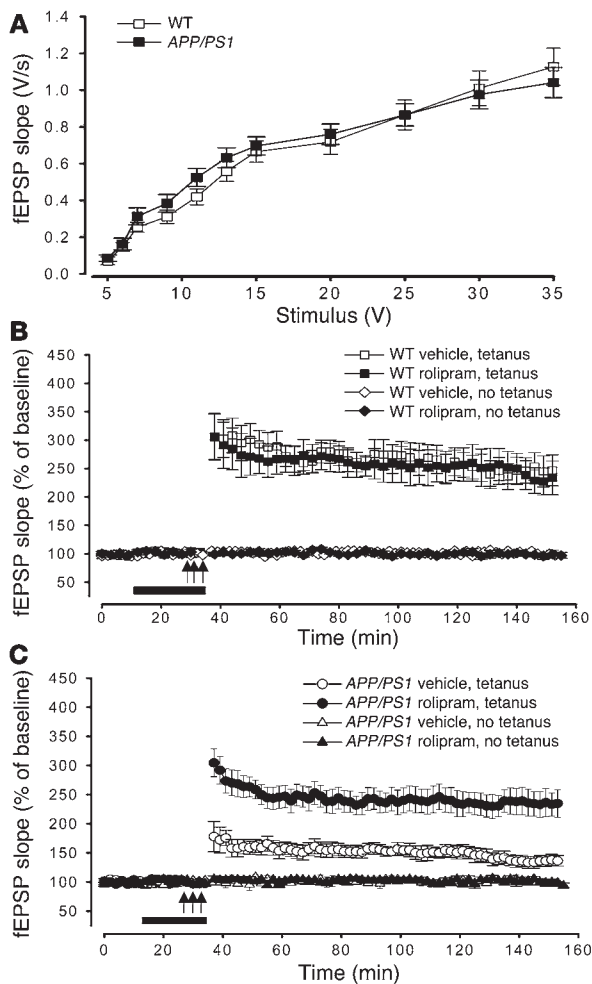 A
WT
APP/PS1
fEPSP slope (V/s)
1.4
1.2
1.0
0.8
0.6
0.4
0.2
0.0
5 10 15 20 25 30 35
Stimulus (V)
B
WT vehicle, tetanus
WT rolipram, tetanus
WT vehicle, no tetanus
WT rolipram, no tetanus
fEPSP slope (% of baseline)
450
400
350
300
250
200
150
100
50
0 20 40 60 80 100 120 140 160
Time (min)
C
APP/PS1 vehicle, tetanus
APP/PS1 rolipram, tetanus
APP/PS1 vehicle, no tetanus
APP/PS1 rolipram, no tetanus
fEPSP slope (% of baseline)
450
400
350
300
250
200
150
100
50
0 20 40 60 80 100 120 140 160
Time (min)